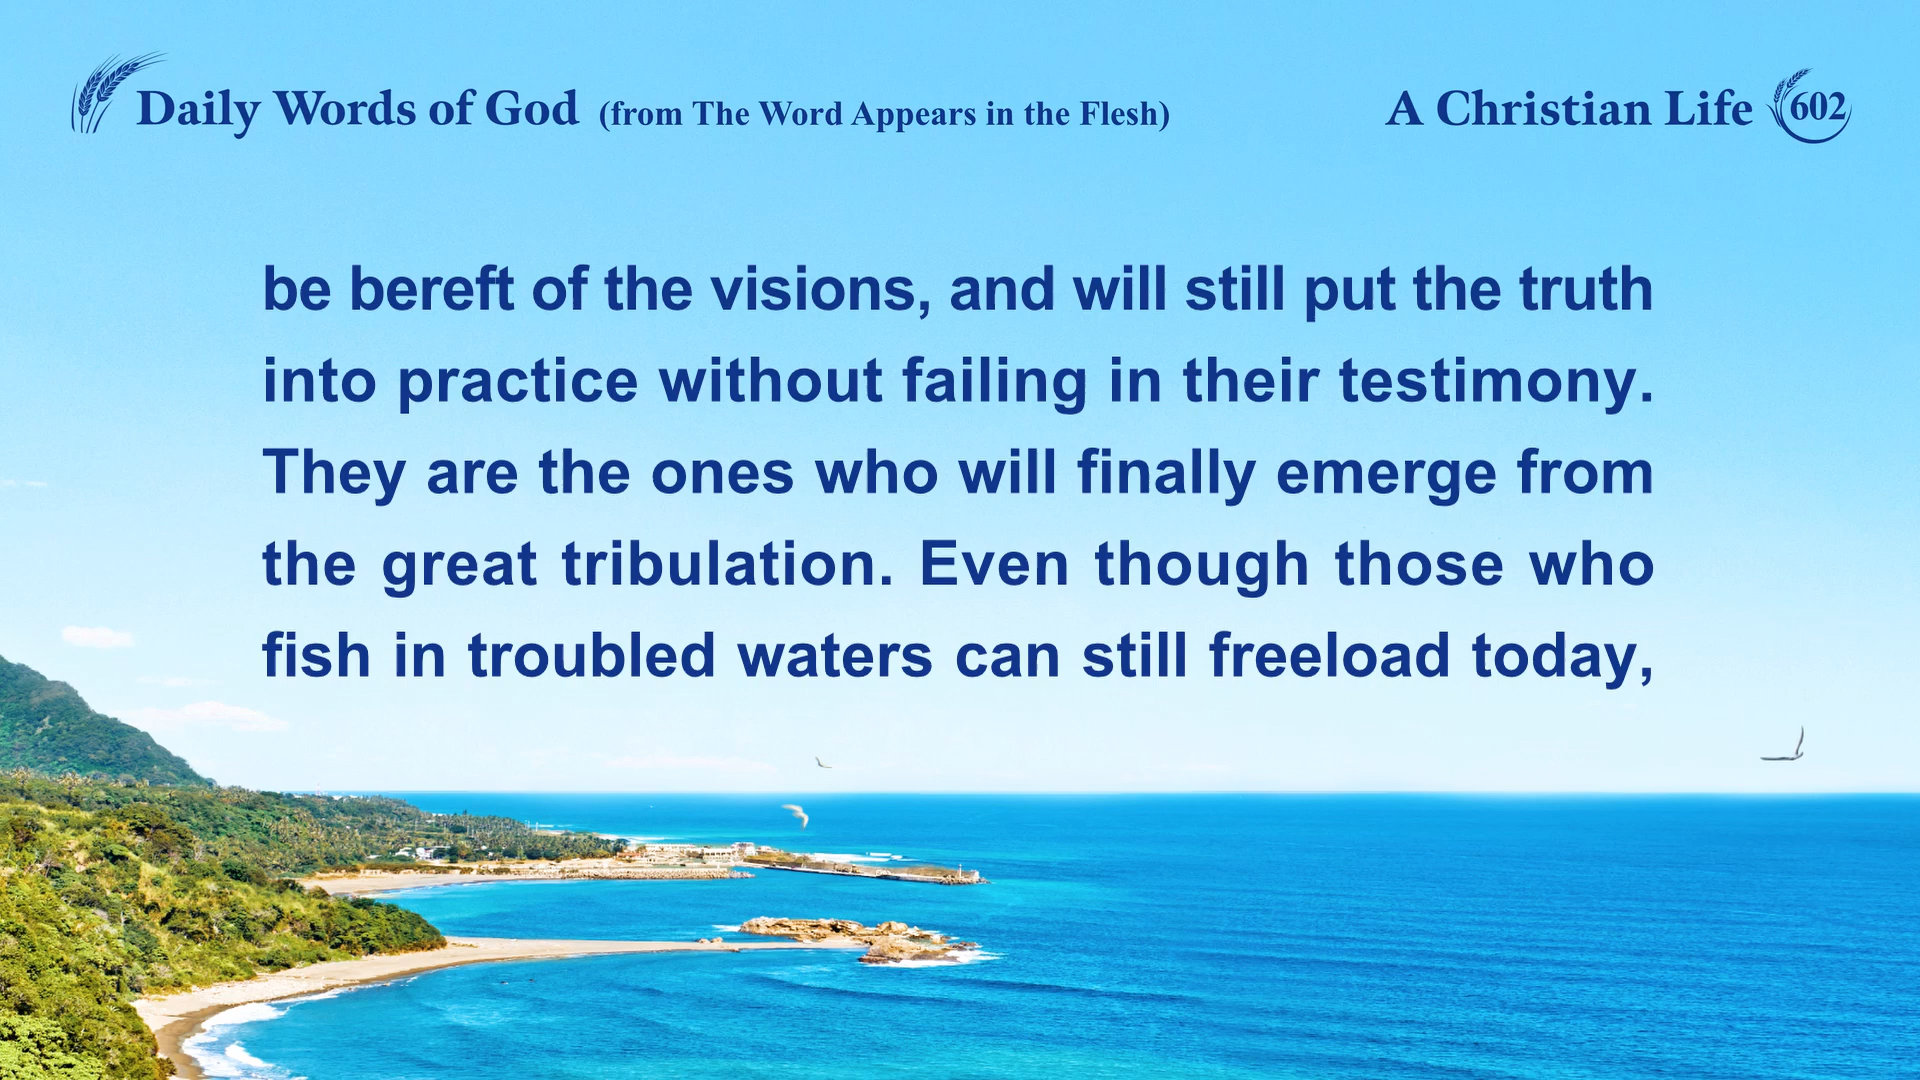 Daily Words of God (from The Word Appears in the Flesh)
A Christian Life 602
be bereft of the visions, and will still put the truth
into practice without failing in their testimony.
They are the ones who will finally emerge from
the great tribulation. Even though those who
fish in troubled waters can still freeload today,